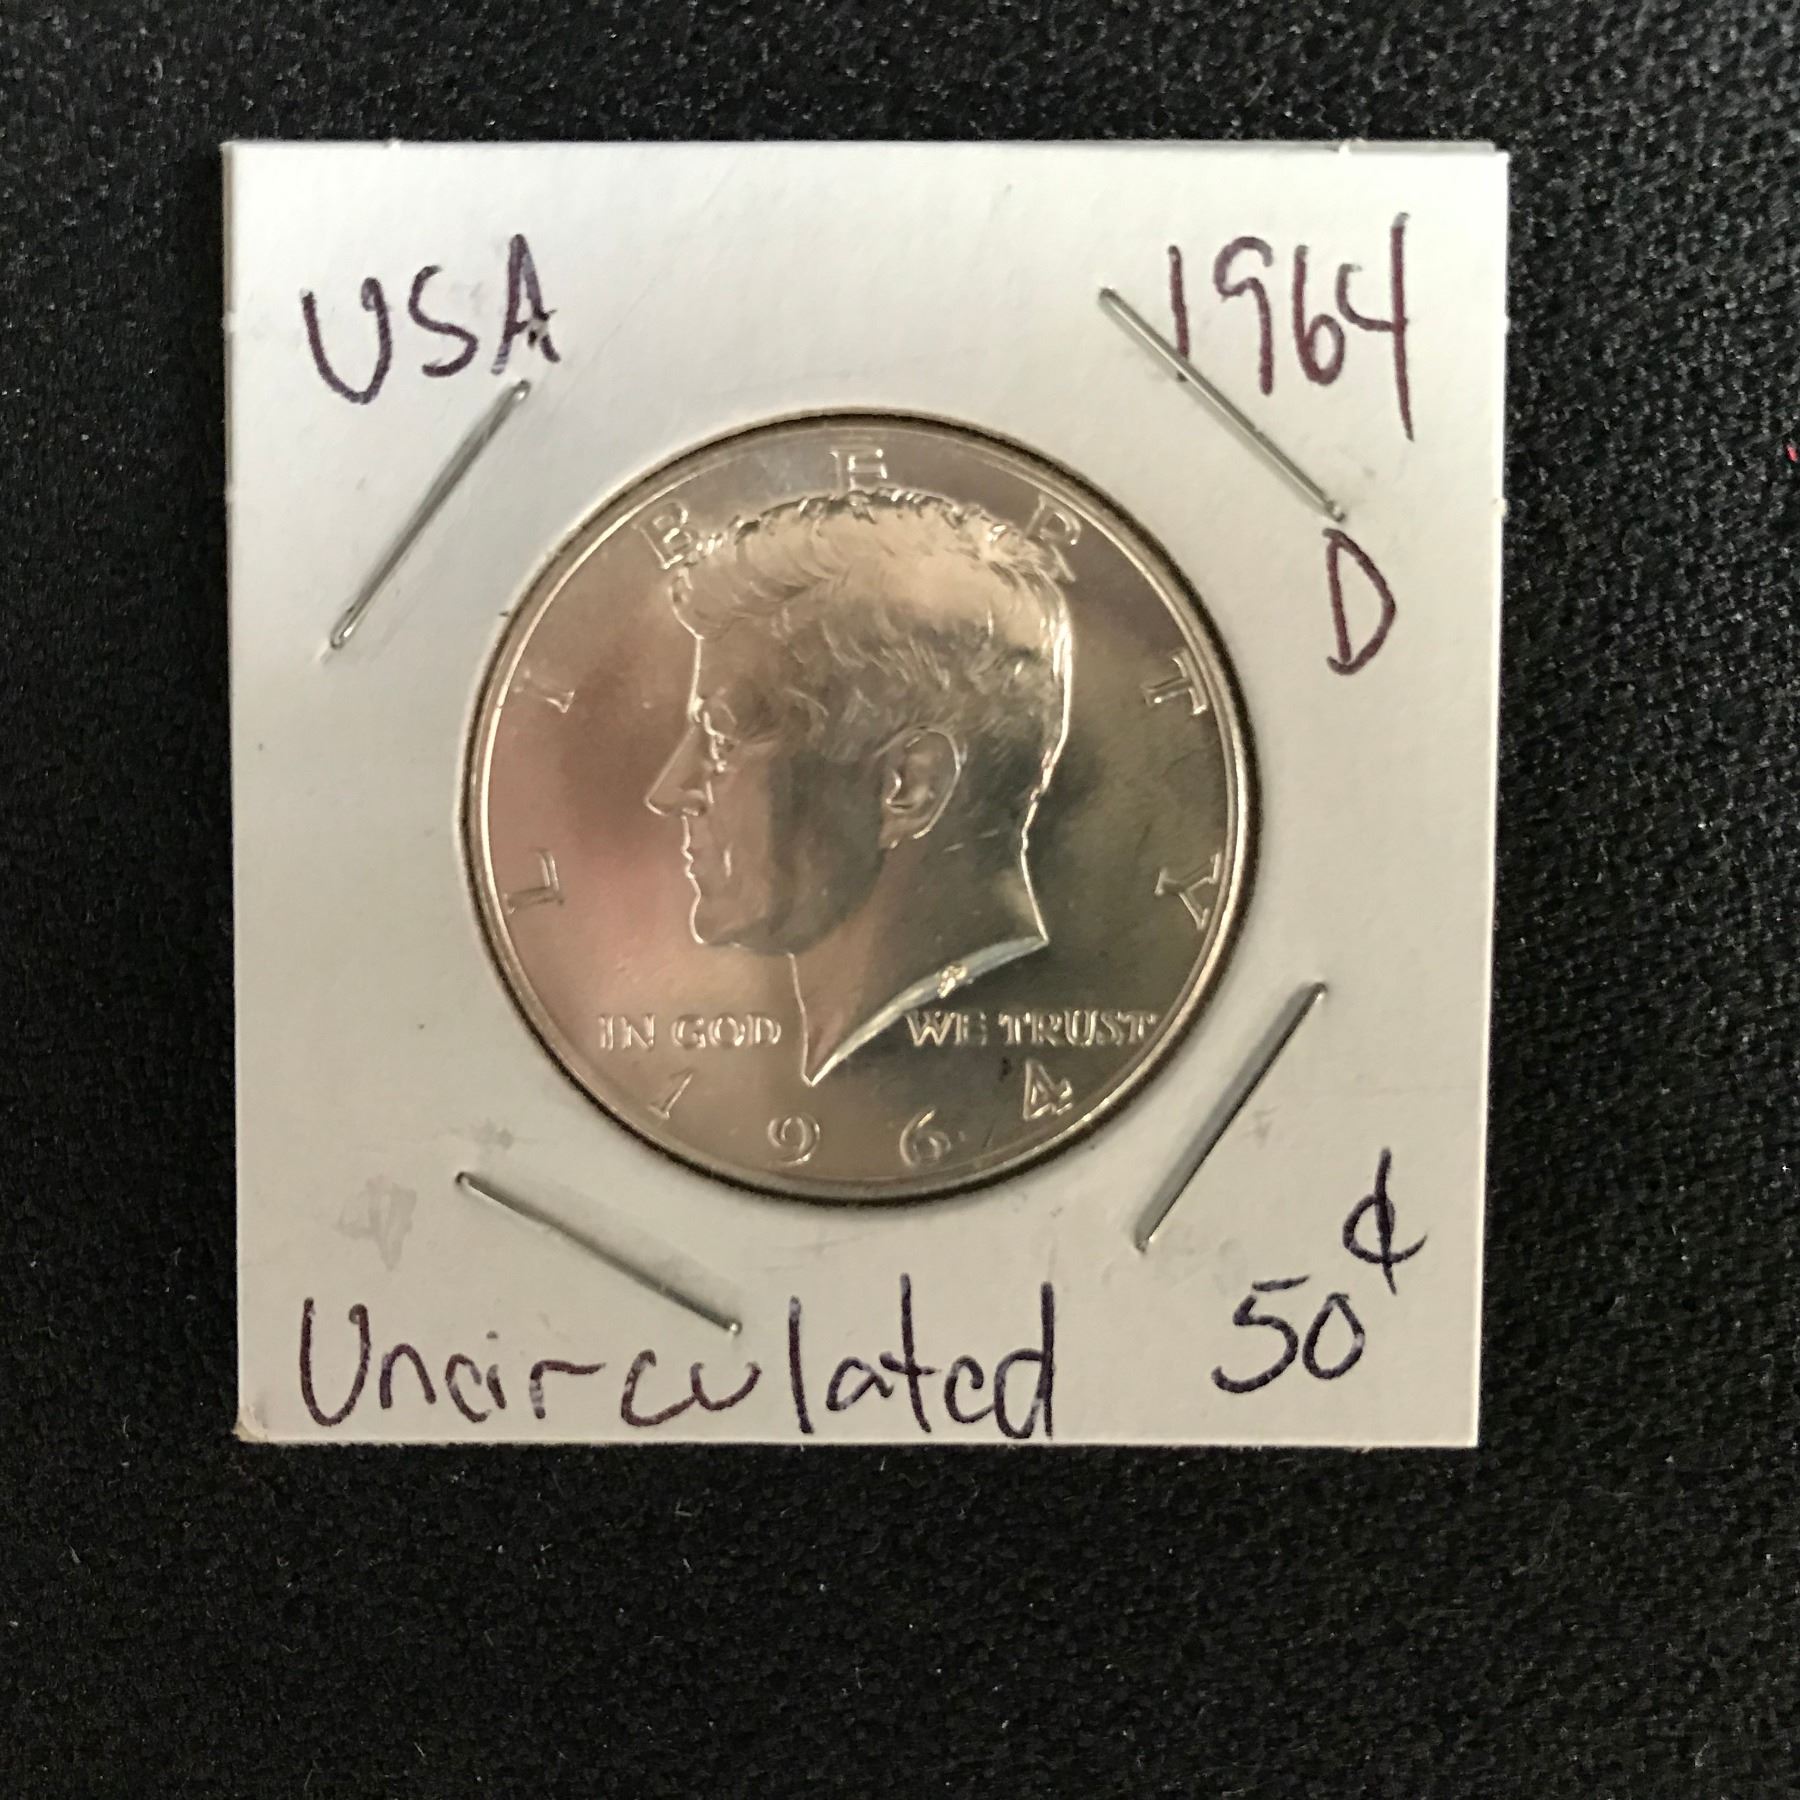 USA
1964
D
LIBERTY
IN GOD WE TRUST
1964
50¢
Uncirculated